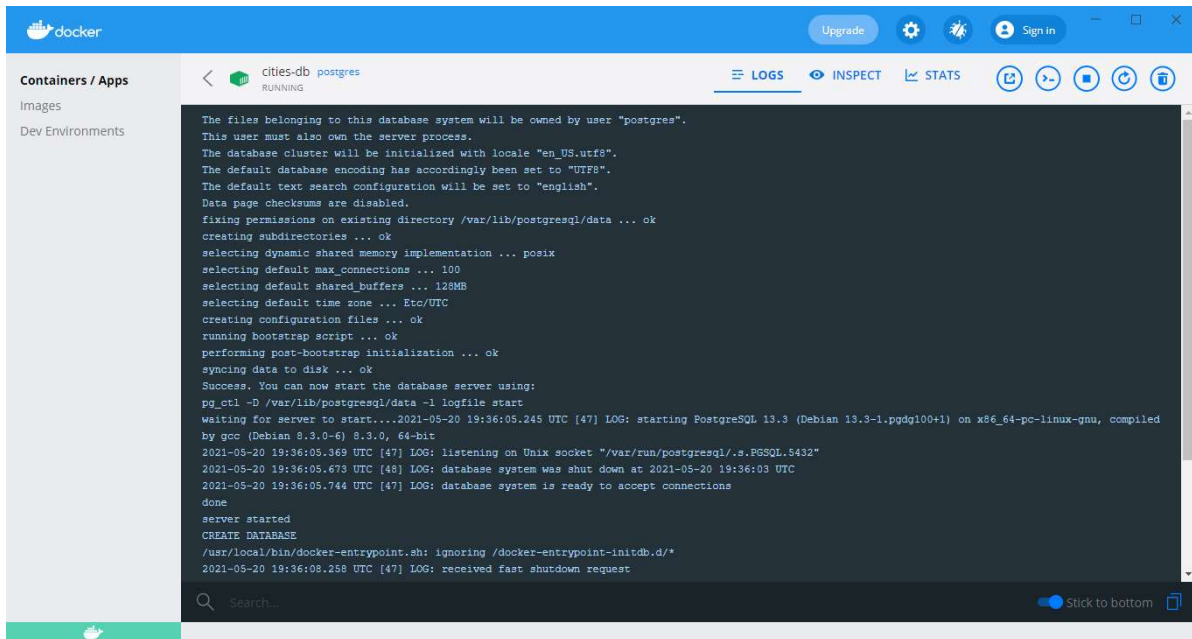 docker
Upgrade
Sign in
Containers / Apps
Images
Dev Environments
cities-db postgres
RUNNING
LOGS
INSPECT
STATS
The files belonging to this database system will be owned by user "postgres".
This user must also own the server process.
The database cluster will be initialized with locale "en_US.utf8".
The default database encoding has accordingly been set to "UTF8".
The default text search configuration will be set to "english".
Data page checksums are disabled.
fixing permissions on existing directory /var/lib/postgresql/data ... ok
creating subdirectories ... ok
selecting dynamic shared memory implementation ... posix
selecting default max_connections ... 100
selecting default shared_buffers ... 128MB
selecting default time zone ... Etc/UTC
creating configuration files ... ok
running bootstrap script ... ok
performing post-bootstrap initialization ... ok
syncing data to disk ... ok
Success. You can now start the database server using:
pg_ctl -D /var/lib/postgresql/data -l logfile start
waiting for server to start....2021-05-20 19:36:05.245 UTC [47] LOG: starting PostgreSQL 13.3 (Debian 13.3-1.pgdg100+1) on x86_64-pc-linux-gnu, compiled
by gcc (Debian 8.3.0-6) 8.3.0, 64-bit
2021-05-20 19:36:05.369 UTC [47] LOG: listening on Unix socket "/var/run/postgresql/.s.PGSQL.5432"
2021-05-20 19:36:05.673 UTC [48] LOG: database system was shut down at 2021-05-20 19:36:03 UTC
2021-05-20 19:36:05.744 UTC [47] LOG: database system is ready to accept connections
done
server started
CREATE DATABASE
/usr/local/bin/docker-entrypoint.sh: ignoring /docker-entrypoint-initdb.d/*
2021-05-20 19:36:08.258 UTC [47] LOG: received fast shutdown request
Search...
Stick to bottom